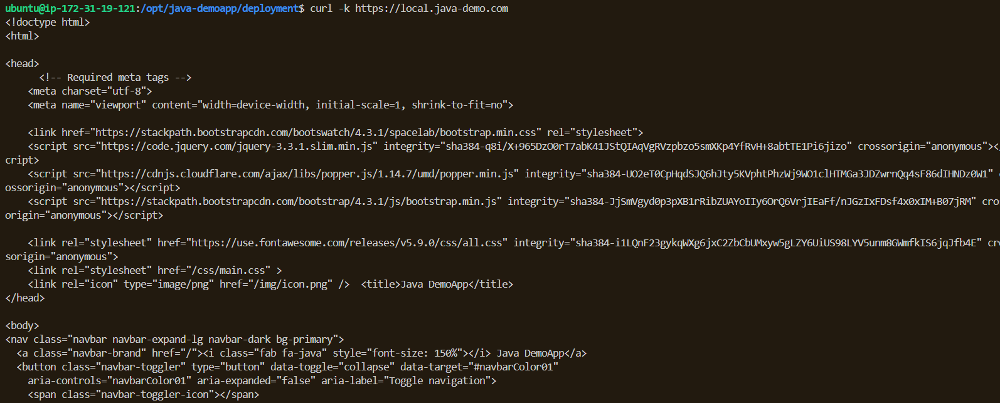 ubuntu@ip-172-31-19-121:/opt/java-demoapp/deployment$ curl -k https://local.java-demo.com
<!doctype html>
<html>
<head>
<!-- Required meta tags -->
<meta charset="utf-8">
<meta name="viewport" content="width=device-width, initial-scale=1, shrink-to-fit=no">
<link href="https://stackpath.bootstrapcdn.com/bootswatch/4.3.1/spacelab/bootstrap.min.css" rel="stylesheet">
<script src="https://code.jquery.com/jquery-3.3.1.slim.min.js" integrity="sha384-q8i/X+965DzO0rT7abK41JStQIAqVgRVzpbzo5smXKp4YfRvH+8abtTE1Pi6jizo" crossorigin="anonymous"></
cript>
<script src="https://cdnjs.cloudflare.com/ajax/libs/popper.js/1.14.7/umd/popper.min.js" integrity="sha384-UO2eT0CpHqdSJQ6hJty5KVphtPhzWj9WO1clHTMGa3JDZwrnQq4sF86dIHNDz0W1" c
ossorigin="anonymous"></script>
<script src="https://stackpath.bootstrapcdn.com/bootstrap/4.3.1/js/bootstrap.min.js" integrity="sha384-JjSmVgyd0p3pXB1rRibZUAYoIIy6OrQ6VrjIEaFf/nJGzIxFDsf4x0xIM+B07jRM" cro
origin="anonymous"></script>
<link rel="stylesheet" href="https://use.fontawesome.com/releases/v5.9.0/css/all.css" integrity="sha384-i1LQnF23gykqWXg6jxC2ZbCbUMxyw5gLZY6UiUS98LYV5unm8GWmfkIS6jqJfb4E" cro
sorigin="anonymous">
<link rel="stylesheet" href="/css/main.css" >
<link rel="icon" type="image/png" href="/img/icon.png" />  <title>Java DemoApp</title>
</head>
<body>
<nav class="navbar navbar-expand-lg navbar-dark bg-primary">
<a class="navbar-brand" href="/"><i class="fab fa-java" style="font-size: 150%"></i> Java DemoApp</a>
<button class="navbar-toggler" type="button" data-toggle="collapse" data-target="#navbarColor01"
aria-controls="navbarColor01" aria-expanded="false" aria-label="Toggle navigation">
<span class="navbar-toggler-icon"></span>